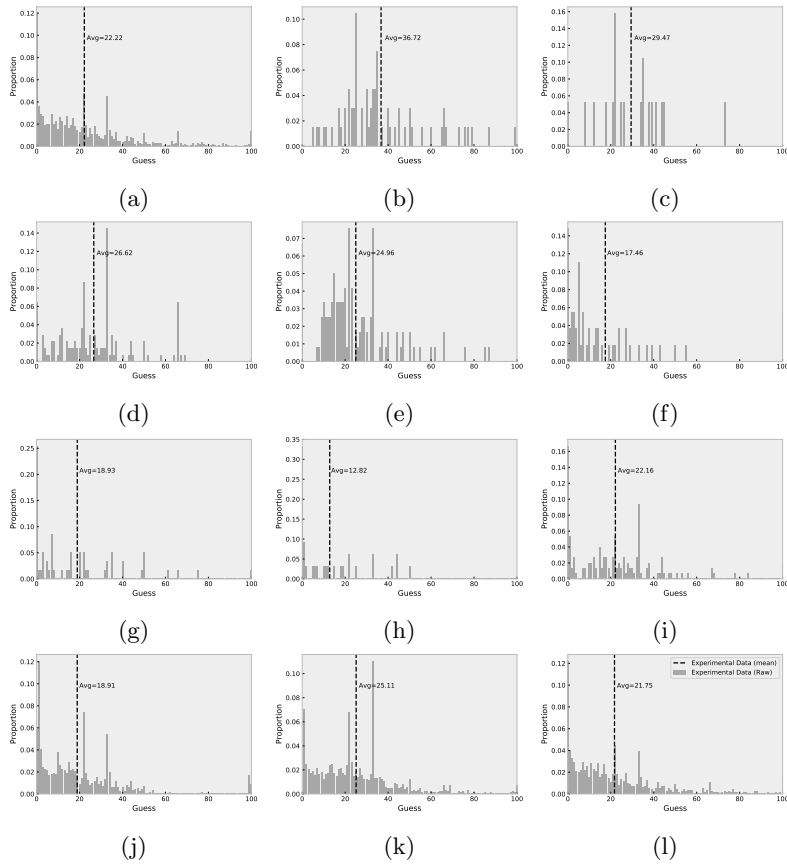 0.12
0.10
0.08
0.06
0.04
0.02
0.00
Proportion
Avg=22.22
0 20 40 60 80 100
Guess
(a)
0.10
0.08
0.06
0.04
0.02
0.00
Proportion
Avg=36.72
0 20 40 60 80 100
Guess
(b)
0.16
0.14
0.12
0.10
0.08
0.06
0.04
0.02
0.00
Proportion
Avg=29.47
0 20 40 60 80 100
Guess
(c)
0.14
0.12
0.10
0.08
0.06
0.04
0.02
0.00
Proportion
Avg=26.62
0 20 40 60 80 100
Guess
(d)
0.07
0.06
0.05
0.04
0.03
0.02
0.01
0.00
Proportion
Avg=24.96
0 20 40 60 80 100
Guess
(e)
0.14
0.12
0.10
0.08
0.06
0.04
0.02
0.00
Proportion
Avg=17.46
0 20 40 60 80 100
Guess
(f)
0.25
0.20
0.15
0.10
0.05
0.00
Proportion
Avg=18.93
0 20 40 60 80 100
Guess
(g)
0.35
0.30
0.25
0.20
0.15
0.10
0.05
0.00
Proportion
Avg=12.82
0 20 40 60 80 100
Guess
(h)
0.16
0.14
0.12
0.10
0.08
0.06
0.04
0.02
0.00
Proportion
Avg=22.16
0 20 40 60 80 100
Guess
(i)
0.12
0.10
0.08
0.06
0.04
0.02
0.00
Proportion
Avg=18.91
0 20 40 60 80 100
Guess
(j)
0.10
0.08
0.06
0.04
0.02
0.00
Proportion
Avg=25.11
0 20 40 60 80 100
Guess
(k)
0.12
0.10
0.08
0.06
0.04
0.02
0.00
Proportion
Experimental Data (mean)
Experimental Data (Raw)
Avg=21.75
0 20 40 60 80 100
Guess
(l)